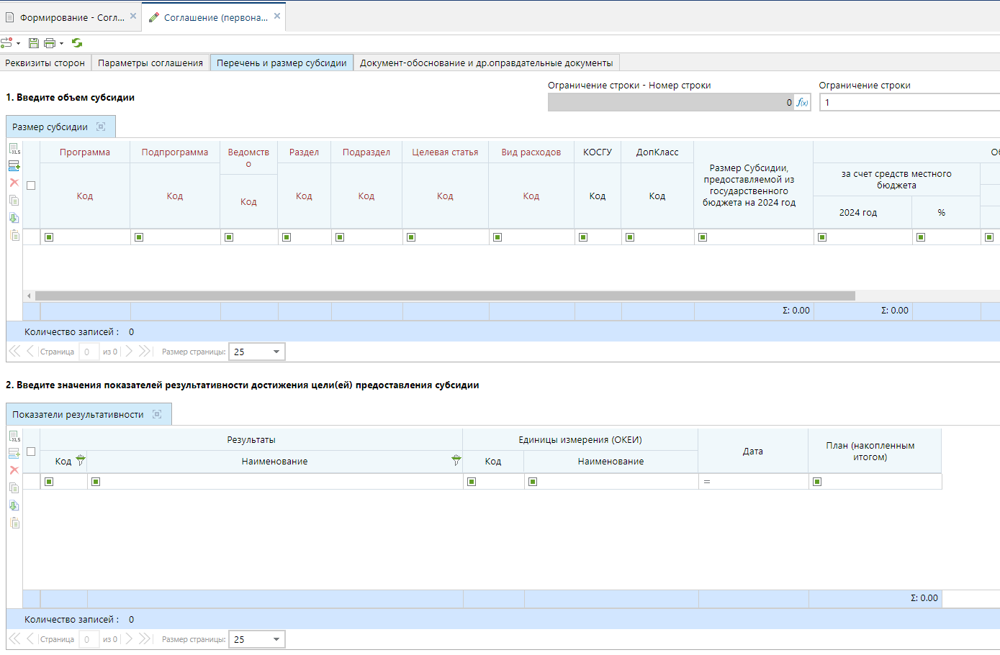 Формирование - Согл...
Соглашение (первона...
Реквизиты сторон
Параметры соглашения
Перечень и размер субсидии
Документ-обоснование и др.оправдательные документы
1. Введите объем субсидии
Ограничение строки - Номер строки
Ограничение строки
0 f(x)
1
Размер субсидии
XLS
Программа
Подпрограмма
Ведомств
о
Раздел
Подраздел
Целевая статья
Вид расходов
КОСГУ
ДопКласс
Размер Субсидии,
предоставляемой из
государственного
бюджета на 2024 год
Об
за счет средств местного
бюджета
Код
Код
Код
Код
Код
Код
Код
Код
Код
2024 год
%
Σ: 0.00
Σ: 0.00
Количество записей : 0
Страница 0 из 0
Размер страницы: 25
2. Введите значения показателей результативности достижения цели(ей) предоставления субсидии
Показатели результативности
XLS
Результаты
Единицы измерения (ОКЕИ)
Дата
План (накопленным
итогом)
Код
Наименование
Код
Наименование
=
Σ: 0.00
Количество записей : 0
Страница 0 из 0
Размер страницы: 25